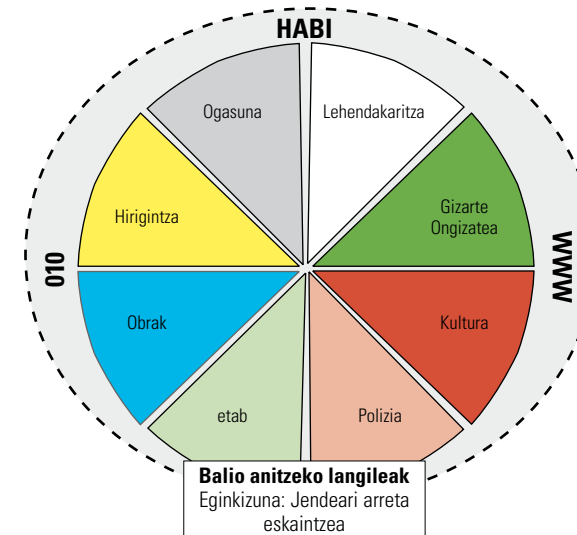 HABI
Ogasuna
Lehendakaritza
Hirigintza
Gizarte
Ongizatea
010
WWW
Obrak
Kultura
etab
Polizia
Balio anitzeko langileak
Eginkizuna: Jendeari arreta
eskaintzea